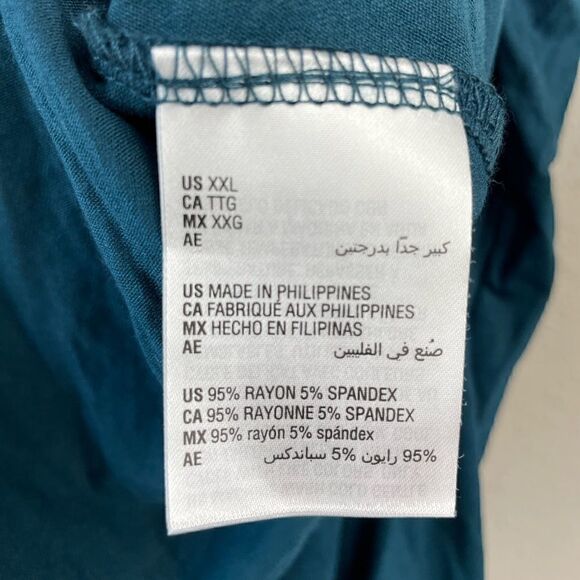 US XXL
CA TTG
MX XXG
AE كبير جدًا بدرجتين
US MADE IN PHILIPPINES
CA FABRIQUÉ AUX PHILIPPINES
MX HECHO EN FILIPINAS
AE صُنع في الفليبين
US 95% RAYON 5% SPANDEX
CA 95% RAYONNE 5% SPANDEX
MX 95% rayón 5% spándex
AE 95% رايون 5% سباندكس